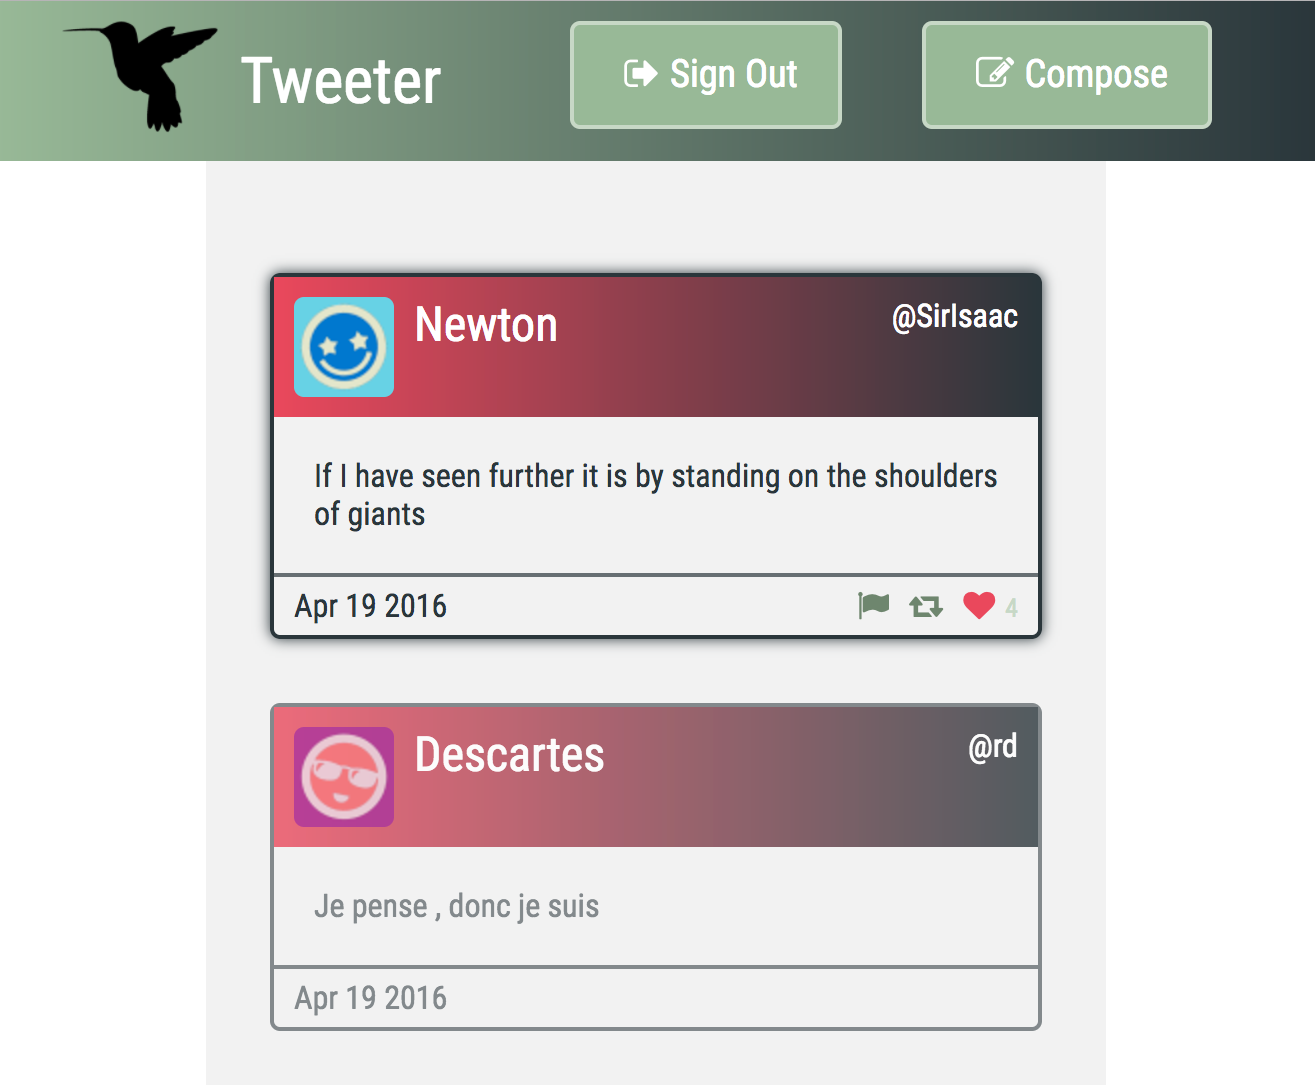 Tweeter
Sign Out
Compose
Newton
@SirIsaac
If I have seen further it is by standing on the shoulders
of giants
Apr 19 2016
4
Descartes
@rd
Je pense , donc je suis
Apr 19 2016